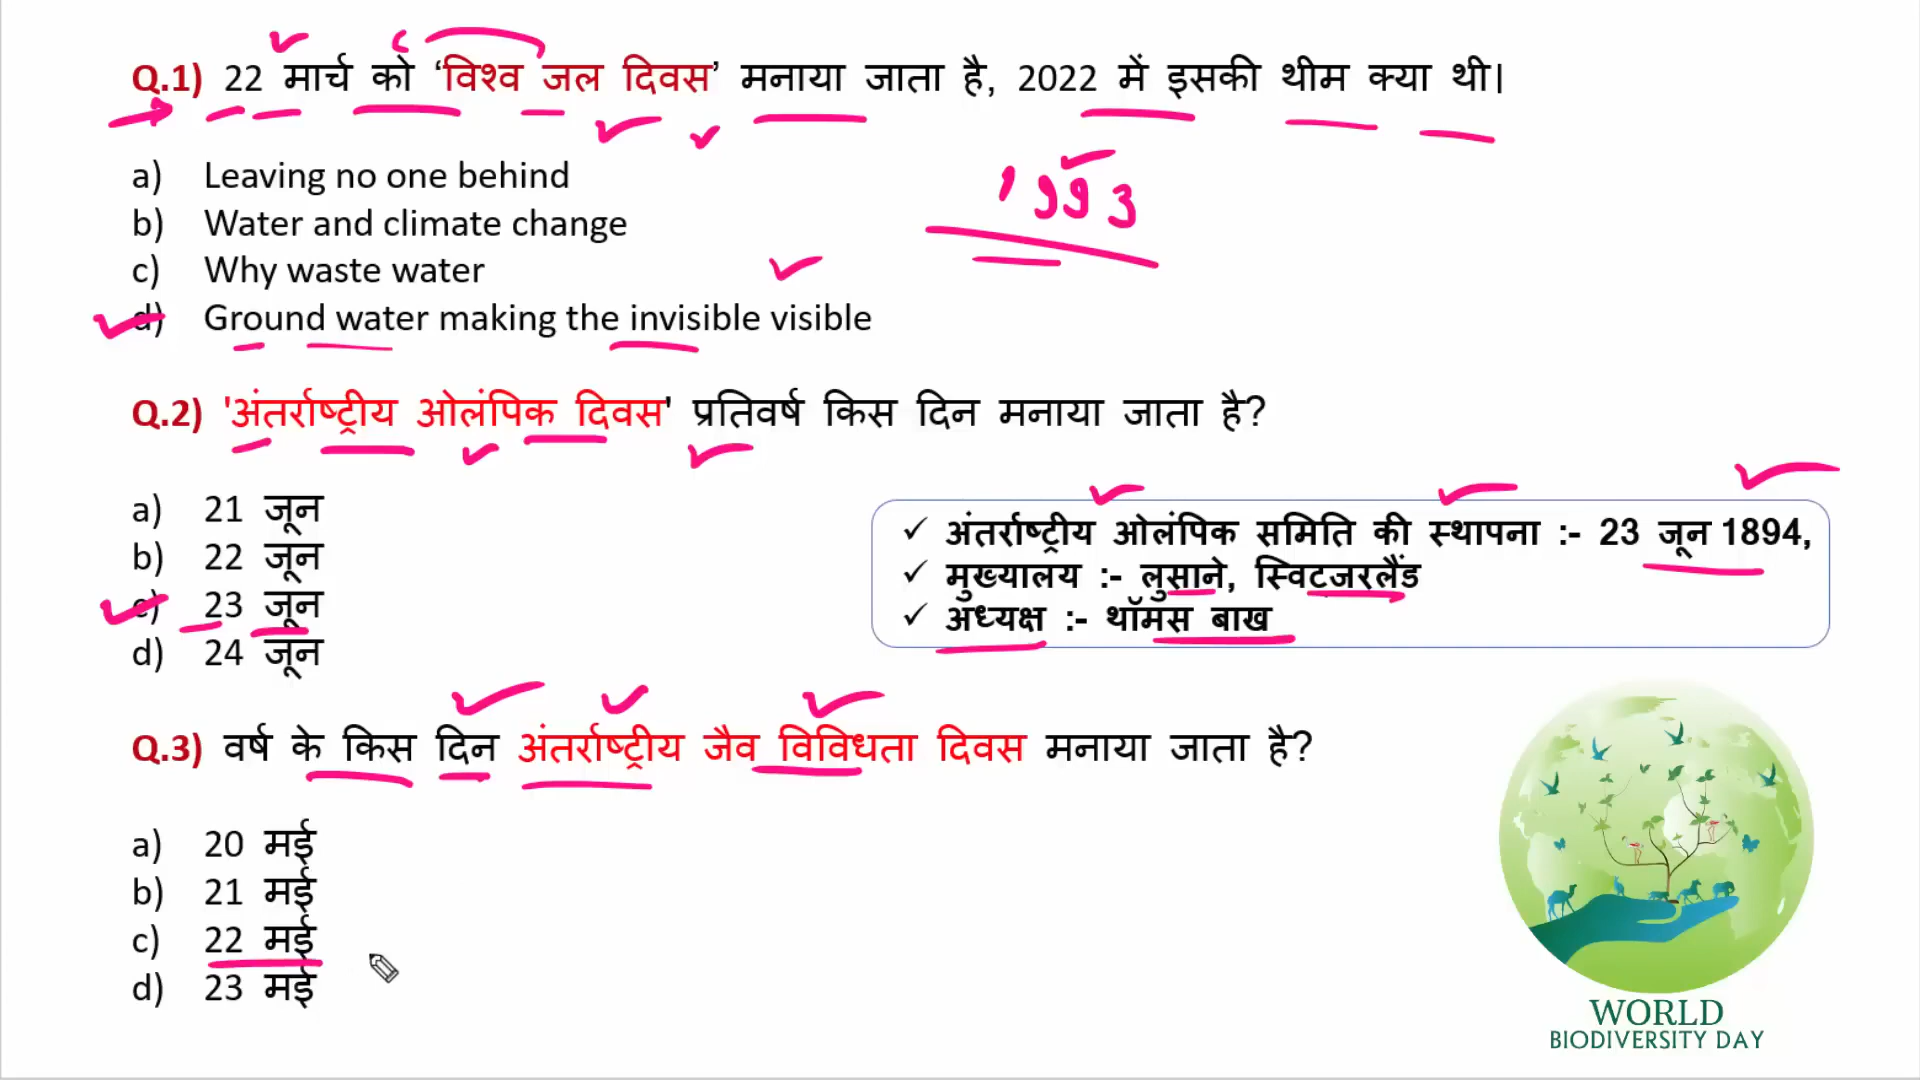 Q.1) 22 मार्च को ‘विश्व जल दिवस’ मनाया जाता है, 2022 में इसकी थीम क्या थी।
1993
a) Leaving no one behind
b) Water and climate change
c) Why waste water
d) Ground water making the invisible visible
Q.2) 'अंतर्राष्ट्रीय ओलंपिक दिवस' प्रतिवर्ष किस दिन मनाया जाता है?
a) 21 जून
b) 22 जून
c) 23 जून
d) 24 जून
✓ अंतर्राष्ट्रीय ओलंपिक समिति की स्थापना :- 23 जून 1894,
✓ मुख्यालय :- लुसाने, स्विटजरलैंड
✓ अध्यक्ष :- थॉमस बाख
Q.3) वर्ष के किस दिन अंतर्राष्ट्रीय जैव विविधता दिवस मनाया जाता है?
a) 20 मई
b) 21 मई
c) 22 मई
d) 23 मई
WORLD
BIODIVERSITY DAY